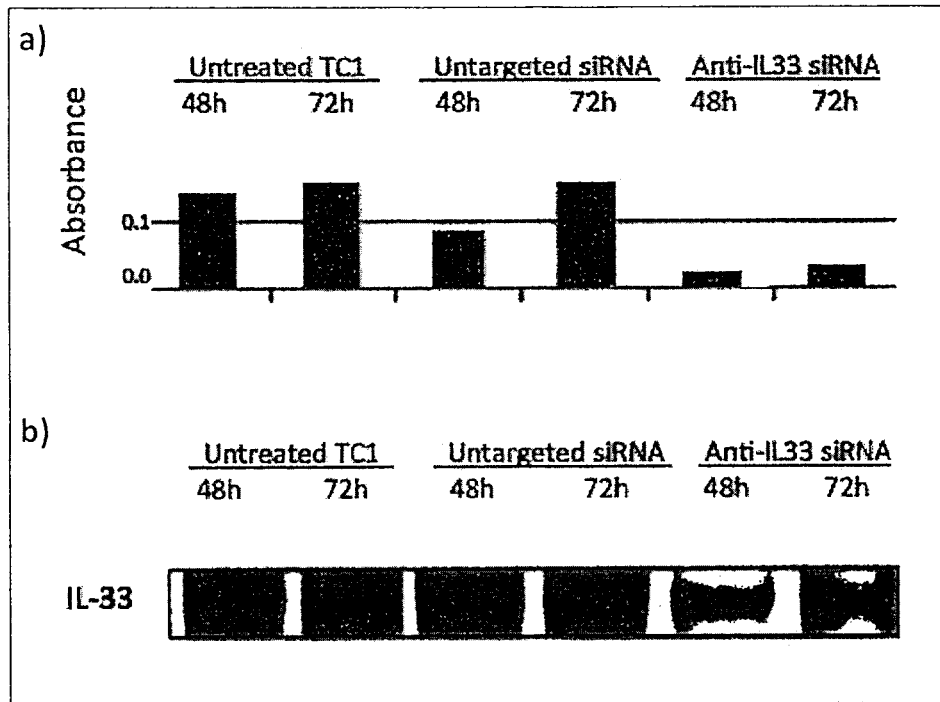 a)
Untreated TC1 Untargeted siRNA Anti-IL33 siRNA
48h 72h 48h 72h 48h 72h
Absorbance
0.1
0.0
b)
Untreated TC1 Untargeted siRNA Anti-IL33 siRNA
48h 72h 48h 72h 48h 72h
IL-33